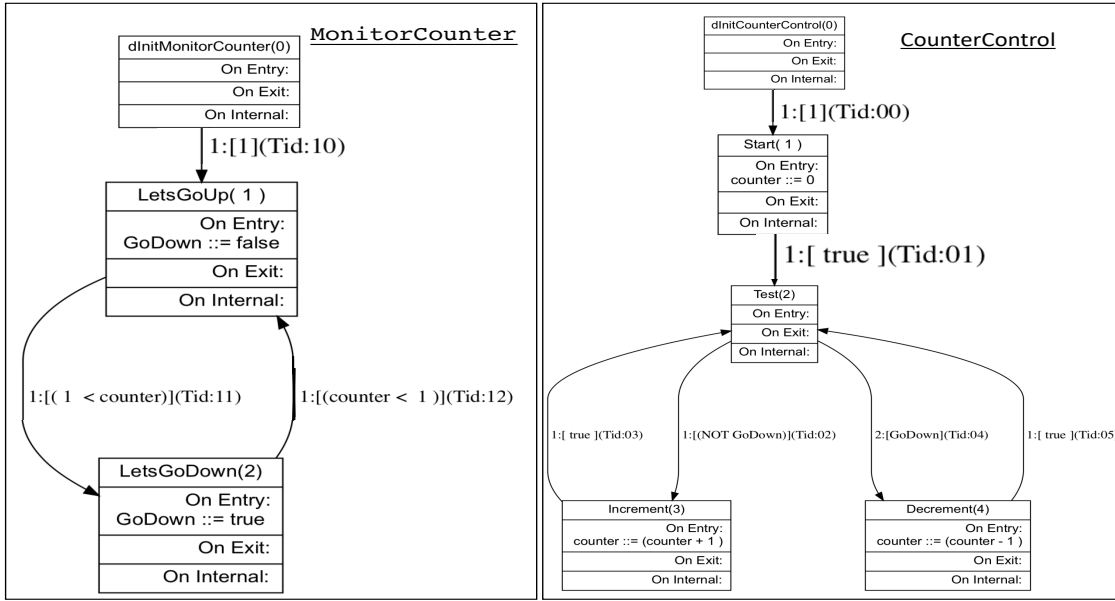 MonitorCounter
dInitMonitorCounter(0)
On Entry:
On Exit:
On Internal:
1:[1](Tid:10)
LetsGoUp( 1 )
On Entry:
GoDown ::= false
On Exit:
On Internal:
1:[( 1 < counter)](Tid:11)
1:[(counter < 1 )](Tid:12)
LetsGoDown(2)
On Entry:
GoDown ::= true
On Exit:
On Internal:
CounterControl
dInitCounterControl(0)
On Entry:
On Exit:
On Internal:
1:[1](Tid:00)
Start( 1 )
On Entry:
counter ::= 0
On Exit:
On Internal:
1:[ true ](Tid:01)
Test(2)
On Entry:
On Exit:
On Internal:
1:[ true ](Tid:03)
1:[(NOT GoDown)](Tid:02)
2:[GoDown](Tid:04)
1:[ true ](Tid:05
Increment(3)
On Entry:
counter ::= (counter + 1 )
On Exit:
On Internal:
Decrement(4)
On Entry:
counter ::= (counter - 1 )
On Exit:
On Internal: